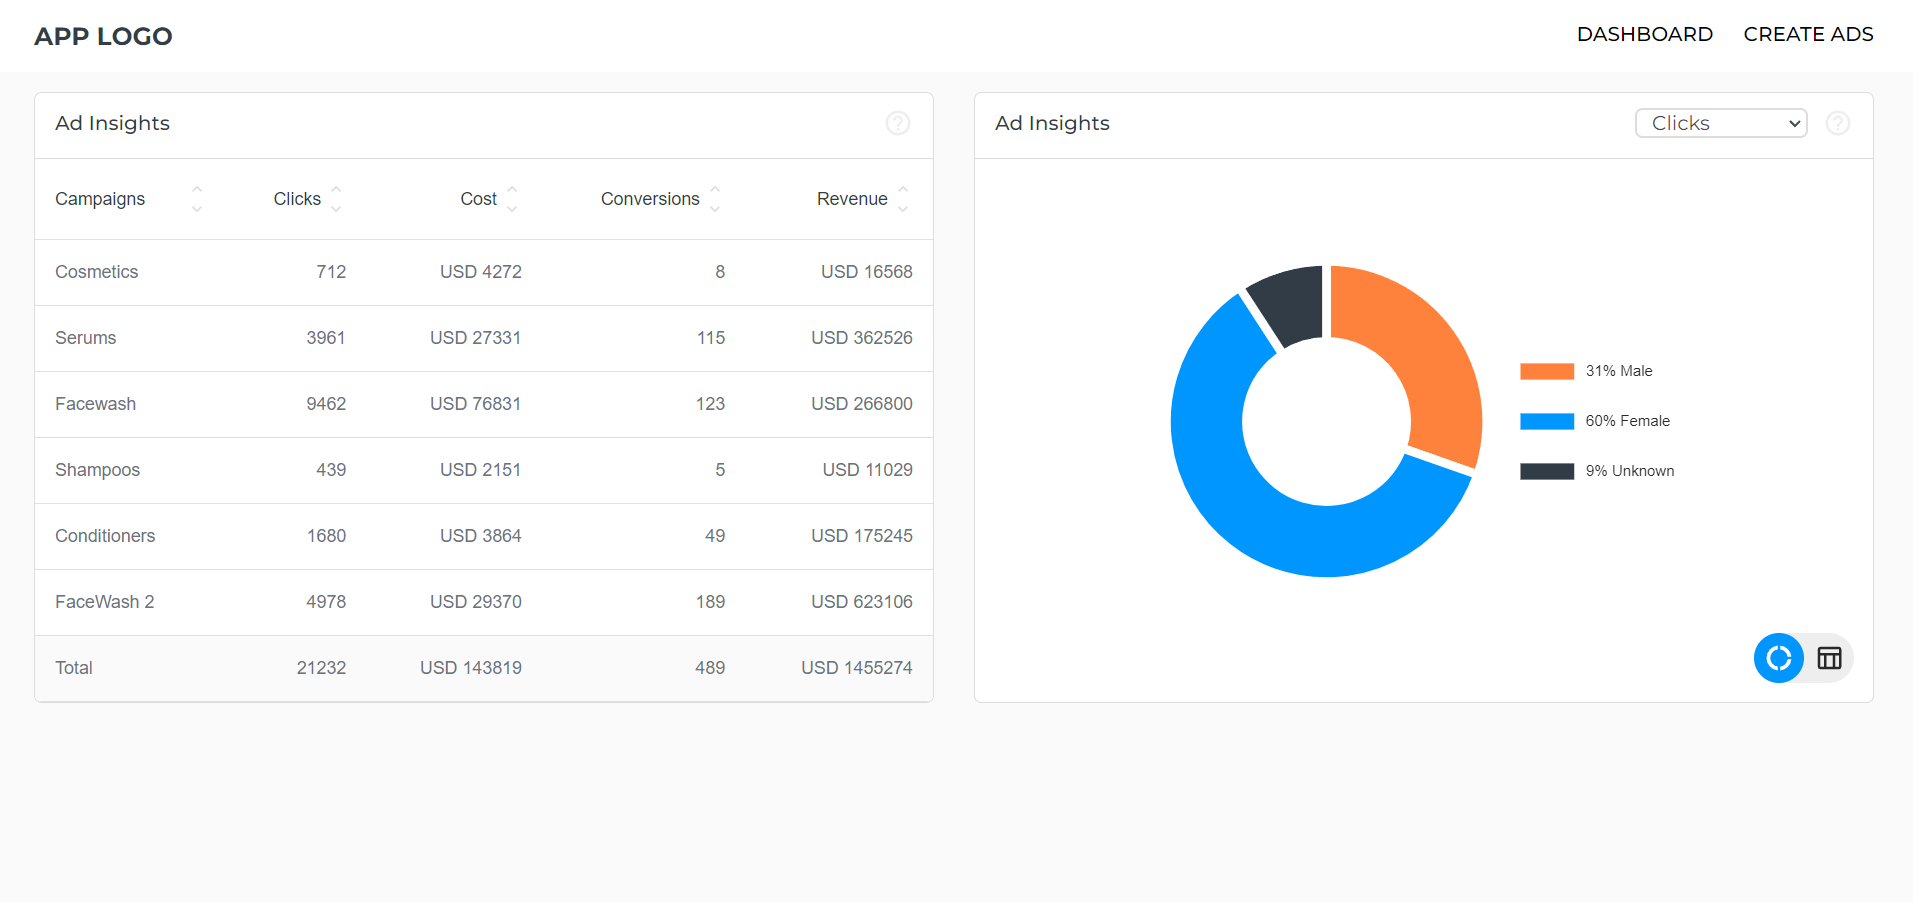 APP LOGO
DASHBOARD CREATE ADS
Ad Insights
Campaigns Clicks Cost Conversions Revenue
Cosmetics 712 USD 4272 8 USD 16568
Serums 3961 USD 27331 115 USD 362526
Facewash 9462 USD 76831 123 USD 266800
Shampoos 439 USD 2151 5 USD 11029
Conditioners 1680 USD 3864 49 USD 175245
FaceWash 2 4978 USD 29370 189 USD 623106
Total 21232 USD 143819 489 USD 1455274
Ad Insights
Clicks
31% Male
60% Female
9% Unknown